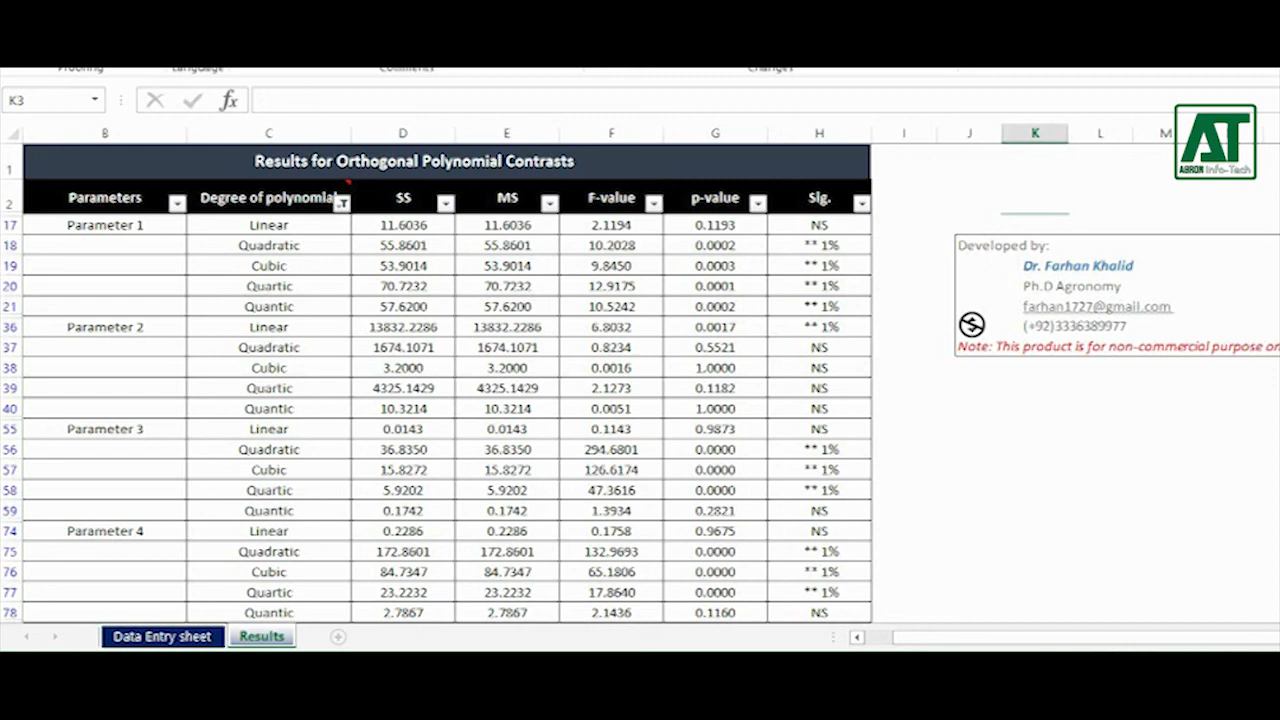 Proofing Language Comments Changes
K3 fx
B C D E F G H I J K L M
AT
ABRON Info-Tech
1 Results for Orthogonal Polynomial Contrasts
2 Parameters Degree of polynomial SS MS F-value p-value Sig.
17 Parameter 1 Linear 11.6036 11.6036 2.1194 0.1193 NS
18 Quadratic 55.8601 55.8601 10.2028 0.0002 ** 1%
19 Cubic 53.9014 53.9014 9.8450 0.0003 ** 1%
20 Quartic 70.7232 70.7232 12.9175 0.0001 ** 1%
21 Quantic 57.6200 57.6200 10.5242 0.0002 ** 1%
36 Parameter 2 Linear 13832.2286 13832.2286 6.8032 0.0017 ** 1%
37 Quadratic 1674.1071 1674.1071 0.8234 0.5521 NS
38 Cubic 3.2000 3.2000 0.0016 1.0000 NS
39 Quartic 4325.1429 4325.1429 2.1273 0.1182 NS
40 Quantic 10.3214 10.3214 0.0051 1.0000 NS
55 Parameter 3 Linear 0.0143 0.0143 0.1143 0.9873 NS
56 Quadratic 36.8350 36.8350 294.6801 0.0000 ** 1%
57 Cubic 15.8272 15.8272 126.6174 0.0000 ** 1%
58 Quartic 5.9202 5.9202 47.3616 0.0000 ** 1%
59 Quantic 0.1742 0.1742 1.3934 0.2821 NS
74 Parameter 4 Linear 0.2286 0.2286 0.1758 0.9675 NS
75 Quadratic 172.8601 172.8601 132.9693 0.0000 ** 1%
76 Cubic 84.7347 84.7347 65.1806 0.0000 ** 1%
77 Quartic 23.2232 23.2232 17.8640 0.0000 ** 1%
78 Quantic 2.7867 2.7867 2.1436 0.1160 NS
Developed by:
Dr. Farhan Khalid
Ph.D Agronomy
farhan1727@gmail.com
(+92)3336389977
Note: This product is for non-commercial purpose on
Data Entry sheet Results